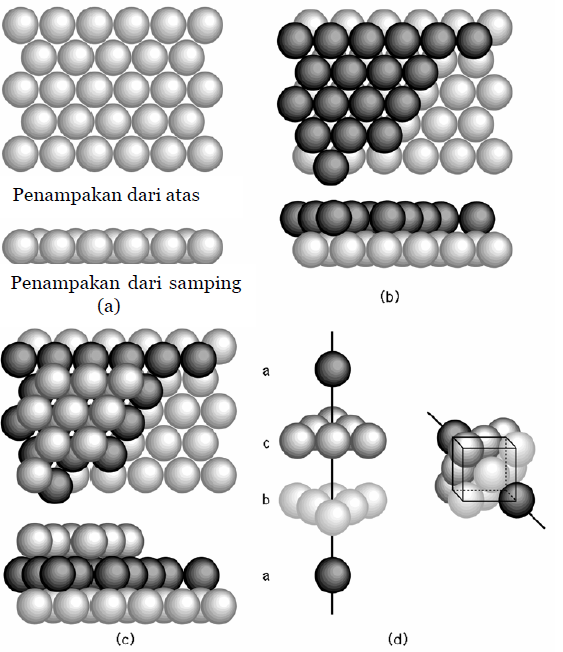 Penampakan dari atas
Penampakan dari samping
(a)
(b)
a
c
b
a
(c)
(d)